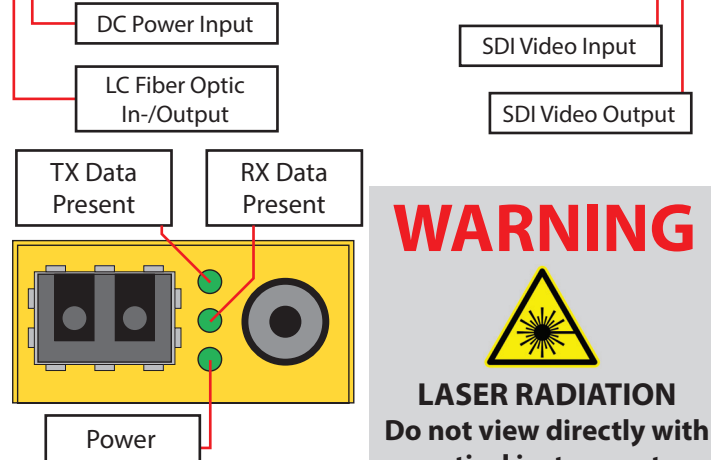 DC Power Input
LC Fiber Optic
In-/Output
SDI Video Input
SDI Video Output
TX Data
Present
RX Data
Present
Power
WARNING
LASER RADIATION
Do not view directly with